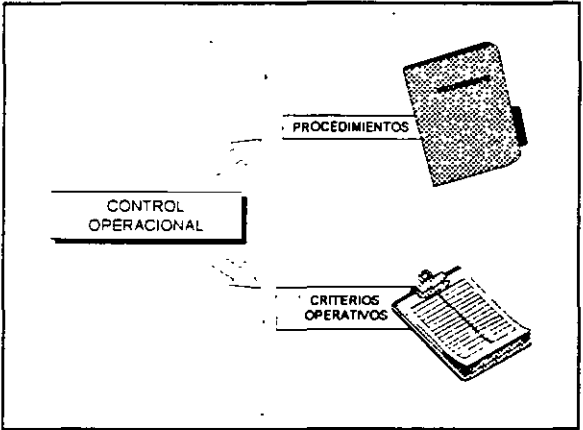 PROCEDIMIENTOS
CONTROL
OPERACIONAL
CRITERIOS
OPERATIVOS